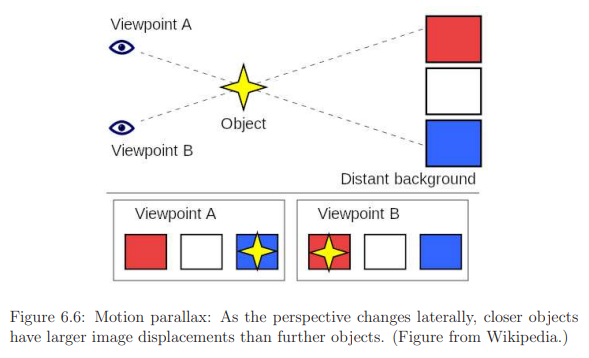 Viewpoint A
Object
Viewpoint B
Distant background
Viewpoint A
Viewpoint B
Figure 6.6: Motion parallax: As the perspective changes laterally, closer objects
have larger image displacements than further objects. (Figure from Wikipedia.)